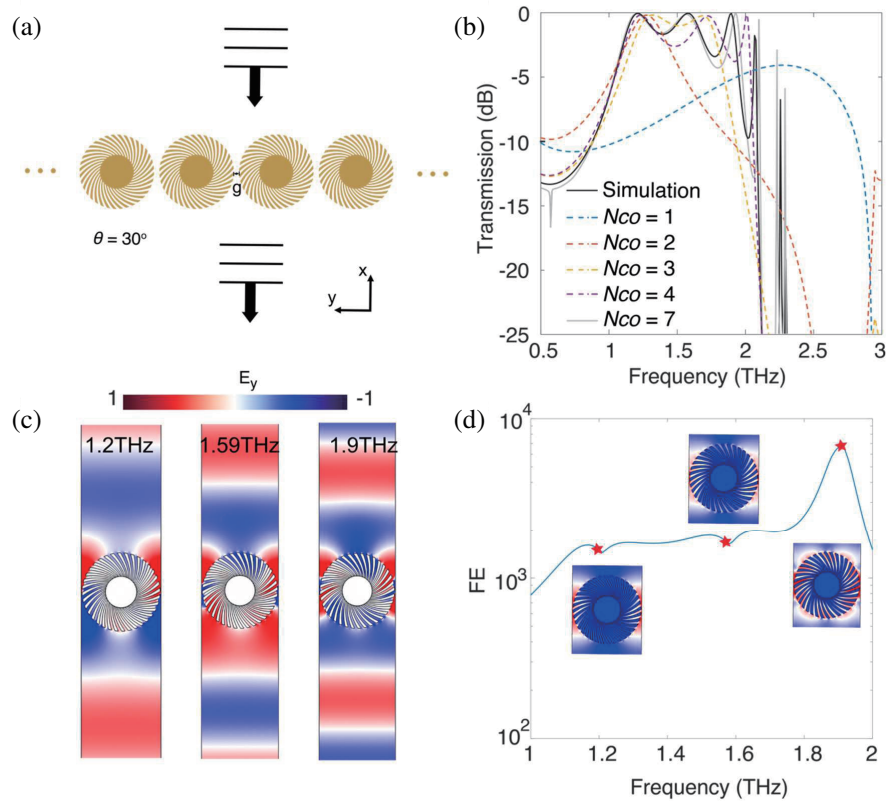 (a)
g
θ = 30°
x
y
(b)
Transmission (dB)
0
-5
-10
-15
-20
-25
Simulation
Nco = 1
Nco = 2
Nco = 3
Nco = 4
Nco = 7
0.5 1 1.5 2 2.5 3
Frequency (THz)
(c)
1 E_y -1
1.2THz 1.59THz 1.9THz
(d)
FE
10^4
10^3
10^2
1 1.2 1.4 1.6 1.8 2
Frequency (THz)